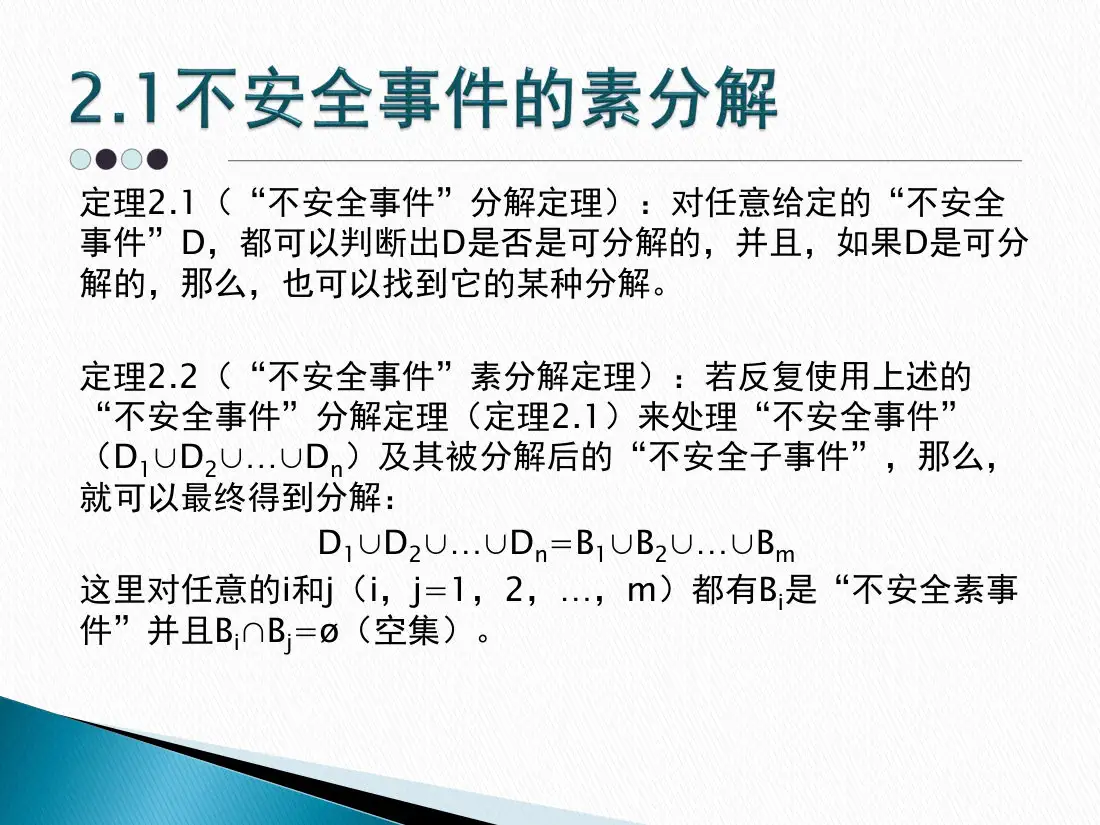 2.1不安全事件的素分解
定理2.1（“不安全事件”分解定理）：对任意给定的“不安全
事件”D，都可以判断出D是否是可分解的，并且，如果D是可分
解的，那么，也可以找到它的某种分解。
定理2.2（“不安全事件”素分解定理）：若反复使用上述的
“不安全事件”分解定理（定理2.1）来处理“不安全事件”
（D₁∪D₂∪…∪Dₙ）及其被分解后的“不安全子事件”，那么，
就可以最终得到分解：
D₁∪D₂∪…∪Dₙ=B₁∪B₂∪…∪Bₘ
这里对任意的i和j（i，j=1，2，…，m）都有Bᵢ是“不安全素事
件”并且Bᵢ∩Bⱼ=ø（空集）。